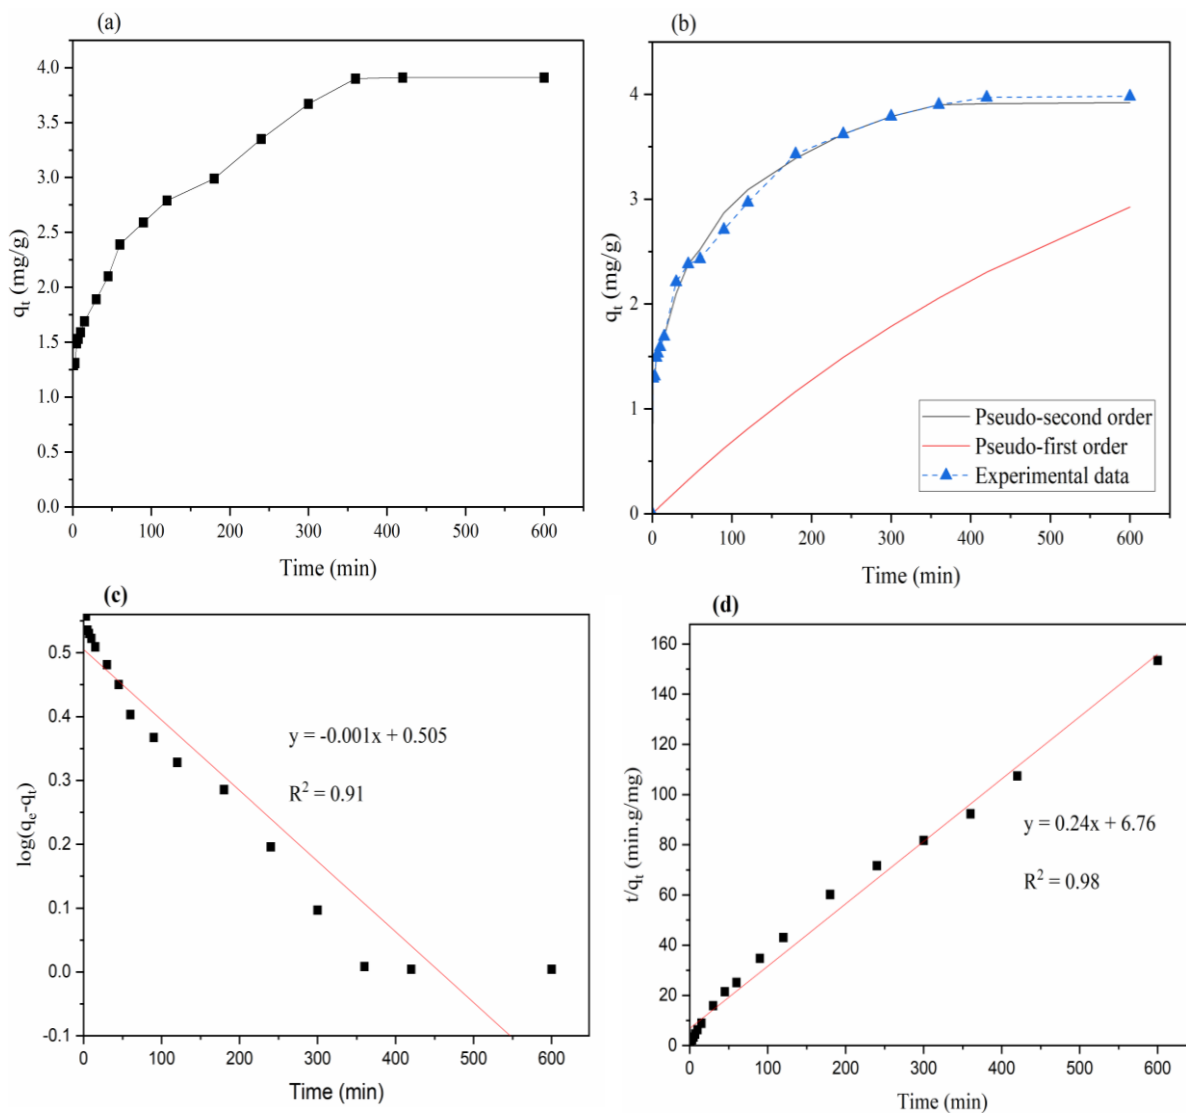 (a)
4.0
3.5
3.0
2.5
2.0
1.5
1.0
0.5
0.0
qt (mg/g)
0 100 200 300 400 500 600
Time (min)
(b)
4
3
2
1
0
qt (mg/g)
Pseudo-second order
Pseudo-first order
Experimental data
0 100 200 300 400 500 600
Time (min)
(c)
0.5
0.4
0.3
0.2
0.1
0.0
-0.1
log(qe-qt)
y = -0.001x + 0.505
R² = 0.91
0 100 200 300 400 500 600
Time (min)
(d)
160
140
120
100
80
60
40
20
0
t/qt (min.g/mg)
y = 0.24x + 6.76
R² = 0.98
0 100 200 300 400 500 600
Time (min)